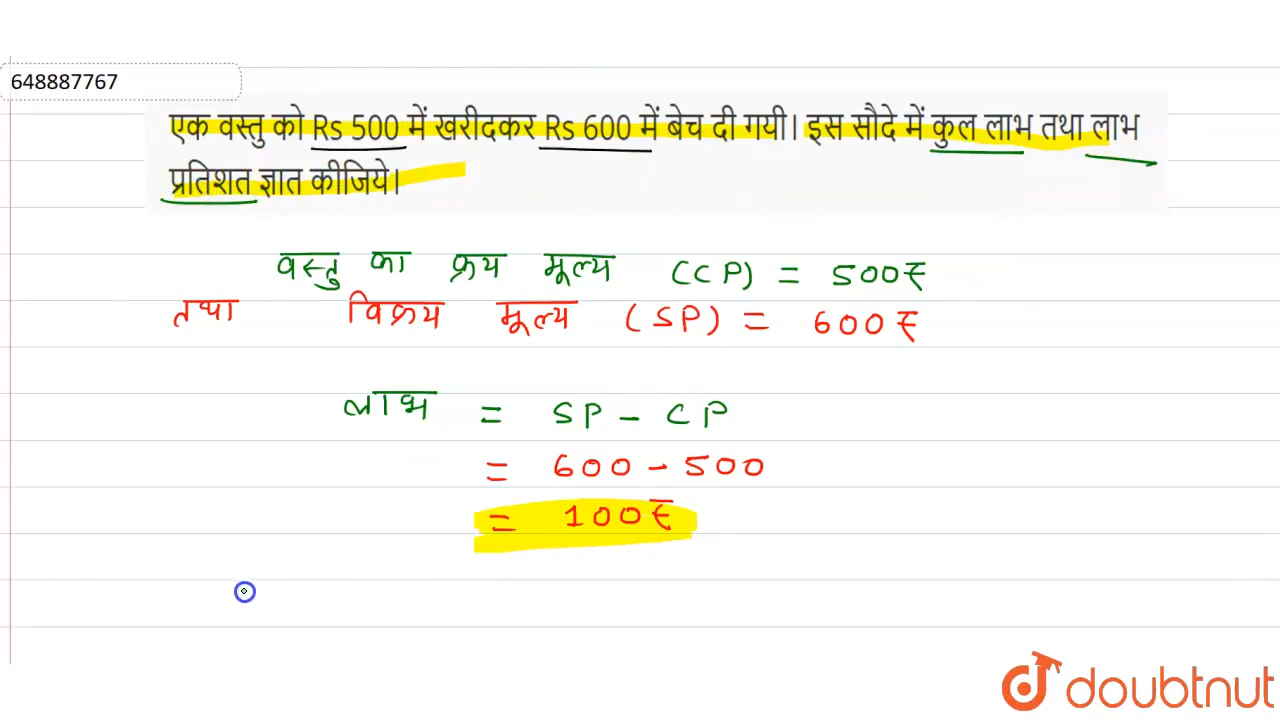 648887767
एक वस्तु को Rs 500 में खरीदकर Rs 600 में बेच दी गयी। इस सौदे में कुल लाभ तथा लाभ
प्रतिशत ज्ञात कीजिये।
वस्तु का क्रय मूल्य (CP) = 500₹
तथा विक्रय मूल्य (SP) = 600₹
लाभ = SP - CP
= 600 - 500
= 100₹
doubtnut